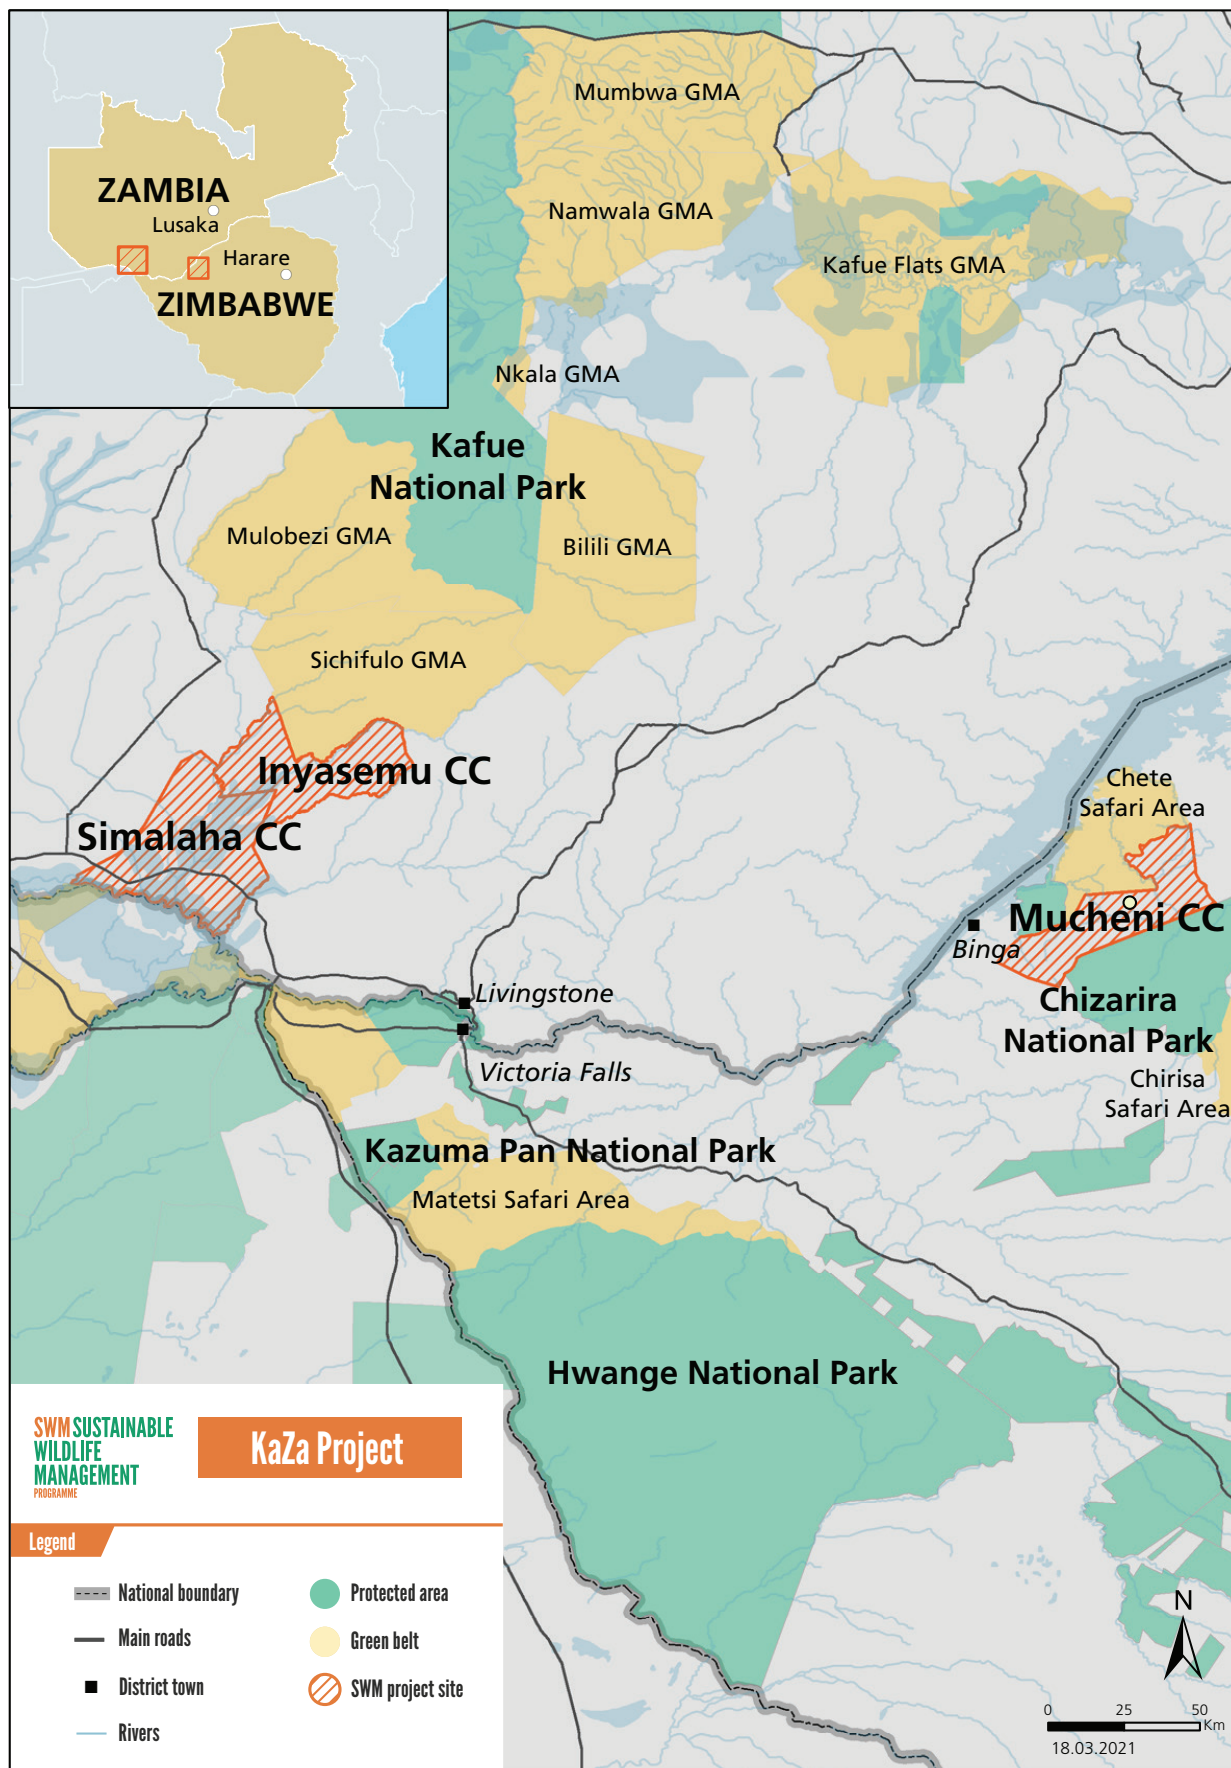 ZAMBIA
Lusaka
Harare
ZIMBABWE
Mumbwa GMA
Namwala GMA
Kafue Flats GMA
Nkala GMA
Kafue
National Park
Mulobezi GMA
Bilili GMA
Sichifulo GMA
Inyasemu CC
Simalaha CC
Chete
Safari Area
Mucheni CC
Binga
Chizarira
National Park
Livingstone
Victoria Falls
Chirisa
Safari Area
Kazuma Pan National Park
Matetsi Safari Area
Hwange National Park
SWM SUSTAINABLE
WILDLIFE
MANAGEMENT
PROGRAMME
KaZa Project
Legend
National boundary
Main roads
District town
Rivers
Protected area
Green belt
SWM project site
N
0 25 50
Km
18.03.2021